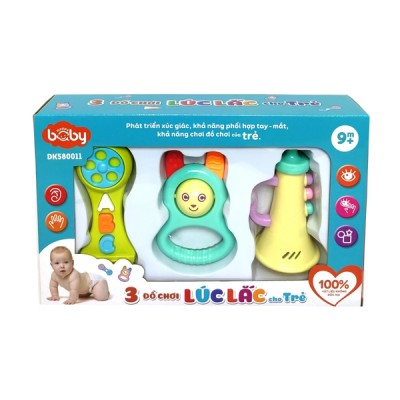 baby
DK580011
3 ĐỒ CHƠI LÚC LẮC cho Trẻ
Phát triển xúc giác, khả năng phối hợp tay - mắt,
khả năng chơi đồ chơi của trẻ.
9m+
A
B
C
3 ĐỒ CHƠI LÚC LẮC cho Trẻ
100%